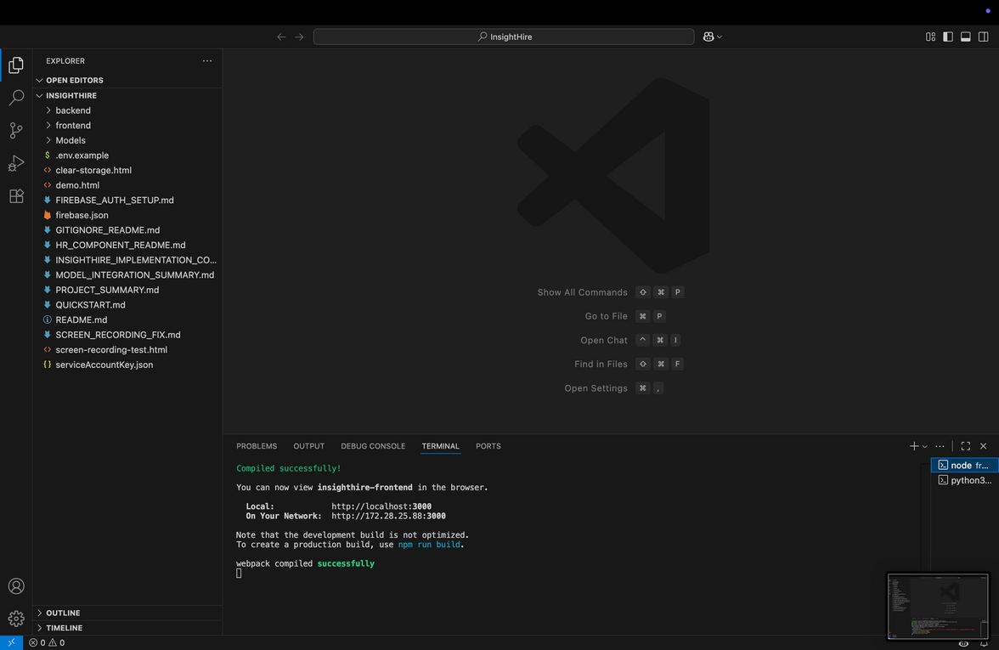 InsightHire
EXPLORER
OPEN EDITORS
INSIGHTHIRE
backend
frontend
Models
$ .env.example
<> clear-storage.html
<> demo.html
FIREBASE_AUTH_SETUP.md
firebase.json
GITIGNORE_README.md
HR_COMPONENT_README.md
INSIGHTHIRE_IMPLEMENTATION_CO...
MODEL_INTEGRATION_SUMMARY.md
PROJECT_SUMMARY.md
QUICKSTART.md
README.md
SCREEN_RECORDING_FIX.md
<> screen-recording-test.html
{} serviceAccountKey.json
OUTLINE
TIMELINE
Show All Commands ⇧ ⌘ P
Go to File ⌘ P
Open Chat ^ ⌘ I
Find in Files ⇧ ⌘ F
Open Settings ⌘ ,
PROBLEMS OUTPUT DEBUG CONSOLE TERMINAL PORTS
Compiled successfully!
You can now view insighthire-frontend in the browser.
Local: http://localhost:3000
On Your Network: http://172.28.25.88:3000
Note that the development build is not optimized.
To create a production build, use npm run build.
webpack compiled successfully
node fr...
python3...
0 0